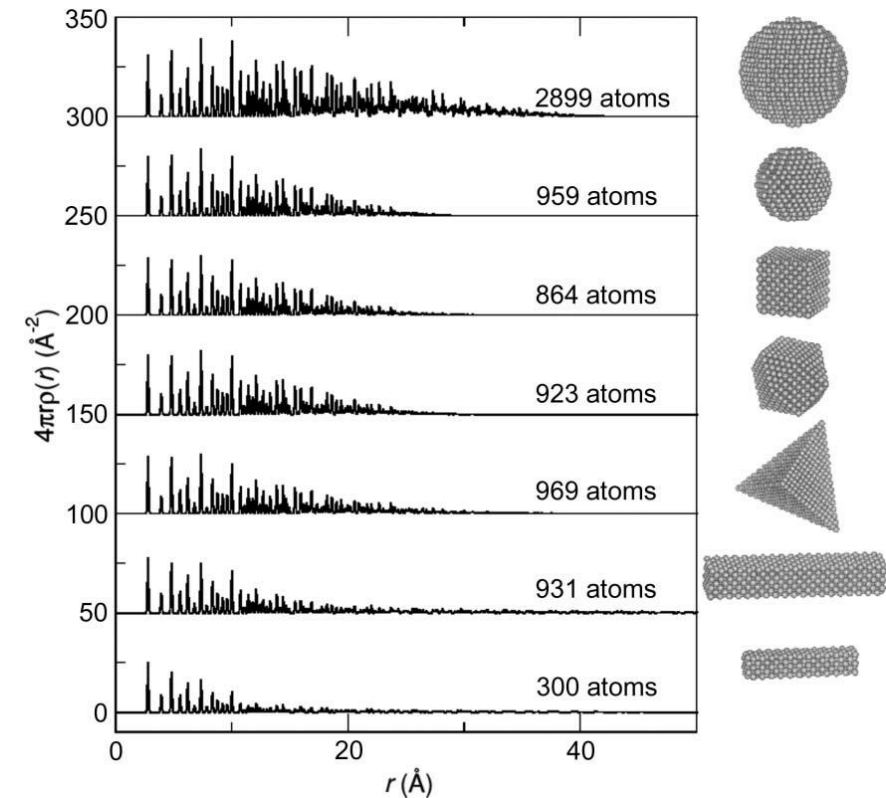 350
2899 atoms
300
959 atoms
250
864 atoms
200
923 atoms
150
969 atoms
100
931 atoms
50
300 atoms
0
4πrρ(r) (Å⁻²)
0 20 40
r (Å)